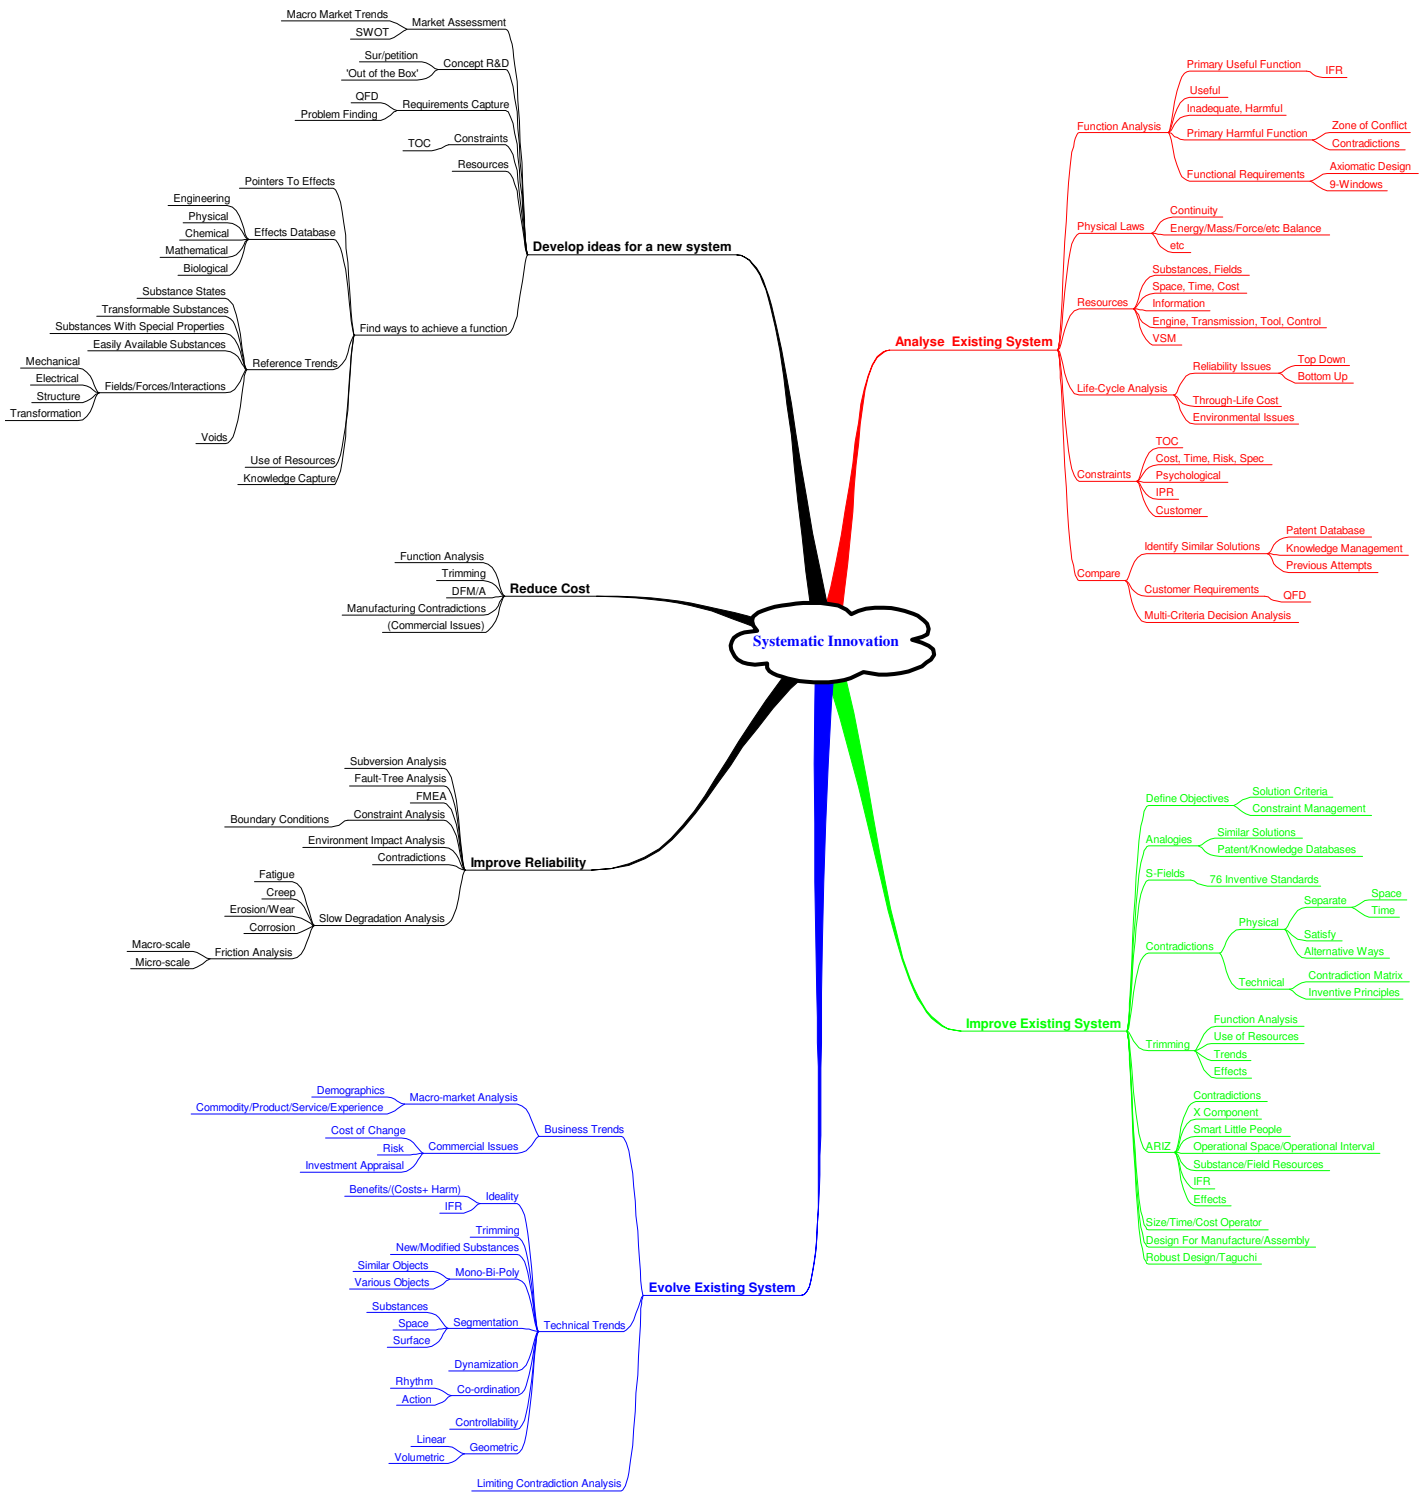 Systematic Innovation
Develop ideas for a new system
Market Assessment
Macro Market Trends
SWOT
Concept R&D
Sur/petition
'Out of the Box'
Requirements Capture
QFD
Problem Finding
Constraints
TOC
Resources
Find ways to achieve a function
Pointers To Effects
Effects Database
Engineering
Physical
Chemical
Mathematical
Biological
Reference Trends
Substance States
Transformable Substances
Substances With Special Properties
Easily Available Substances
Fields/Forces/Interactions
Mechanical
Electrical
Structure
Transformation
Voids
Use of Resources
Knowledge Capture
Reduce Cost
Function Analysis
Trimming
DFM/A
Manufacturing Contradictions
(Commercial Issues)
Improve Reliability
Subversion Analysis
Fault-Tree Analysis
FMEA
Constraint Analysis
Boundary Conditions
Environment Impact Analysis
Contradictions
Slow Degradation Analysis
Fatigue
Creep
Erosion/Wear
Corrosion
Friction Analysis
Macro-scale
Micro-scale
Evolve Existing System
Business Trends
Macro-market Analysis
Demographics
Commodity/Product/Service/Experience
Commercial Issues
Cost of Change
Risk
Investment Appraisal
Technical Trends
Ideality
Benefits/(Costs+ Harm)
IFR
Trimming
New/Modified Substances
Mono-Bi-Poly
Similar Objects
Various Objects
Segmentation
Substances
Space
Surface
Dynamization
Co-ordination
Rhythm
Action
Controllability
Geometric
Linear
Volumetric
Limiting Contradiction Analysis
Analyse  Existing System
Function Analysis
Primary Useful Function
IFR
Useful
Inadequate, Harmful
Primary Harmful Function
Zone of Conflict
Contradictions
Functional Requirements
Axiomatic Design
9-Windows
Physical Laws
Continuity
Energy/Mass/Force/etc Balance
etc
Resources
Substances, Fields
Space, Time, Cost
Information
Engine, Transmission, Tool, Control
VSM
Life-Cycle Analysis
Reliability Issues
Top Down
Bottom Up
Through-Life Cost
Environmental Issues
Constraints
TOC
Cost, Time, Risk, Spec
Psychological
IPR
Customer
Compare
Identify Similar Solutions
Patent Database
Knowledge Management
Previous Attempts
Customer Requirements
QFD
Multi-Criteria Decision Analysis
Improve Existing System
Define Objectives
Solution Criteria
Constraint Management
Analogies
Similar Solutions
Patent/Knowledge Databases
S-Fields
76 Inventive Standards
Contradictions
Physical
Separate
Space
Time
Satisfy
Alternative Ways
Technical
Contradiction Matrix
Inventive Principles
Trimming
Function Analysis
Use of Resources
Trends
Effects
ARIZ
Contradictions
X Component
Smart Little People
Operational Space/Operational Interval
Substance/Field Resources
IFR
Effects
Size/Time/Cost Operator
Design For Manufacture/Assembly
Robust Design/Taguchi